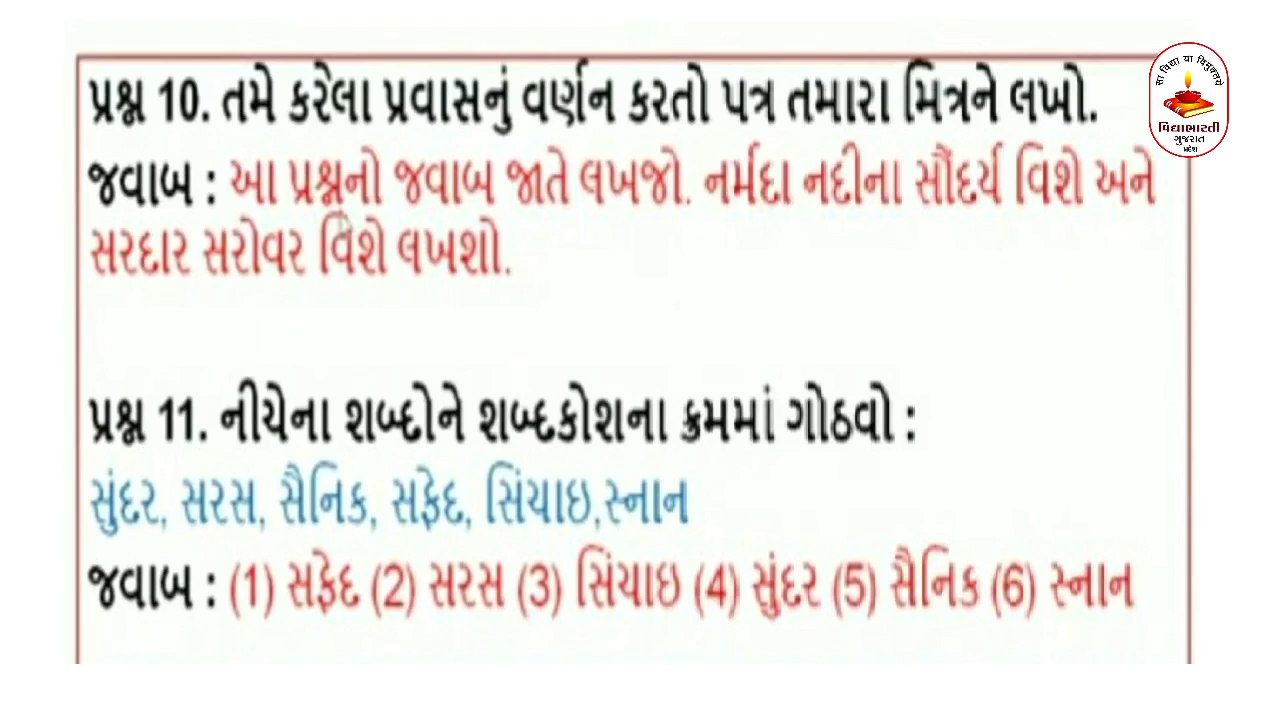 પ્રશ્ન 10. તમે કરેલા પ્રવાસનું વર્ણન કરતો પત્ર તમારા મિત્રને લખો.
જવાબ : આ પ્રશ્નનો જવાબ જાતે લખજો. નર્મદા નદીના સૌંદર્ય વિશે અને
સરદાર સરોવર વિશે લખશો.
પ્રશ્ન 11. નીચેના શબ્દોને શબ્દકોશના ક્રમમાં ગોઠવો :
સુંદર, સરસ, સૈનિક, સફેદ, સિંચાઇ,સ્નાન
જવાબ : (1) સફેદ (2) સરસ (3) સિંચાઇ (4) સુંદર (5) સૈનિક (6) સ્નાન
सा विद्या या विमुक्तये
વિદ્યાભારતી
ગુજરાત
પ્રદેશ